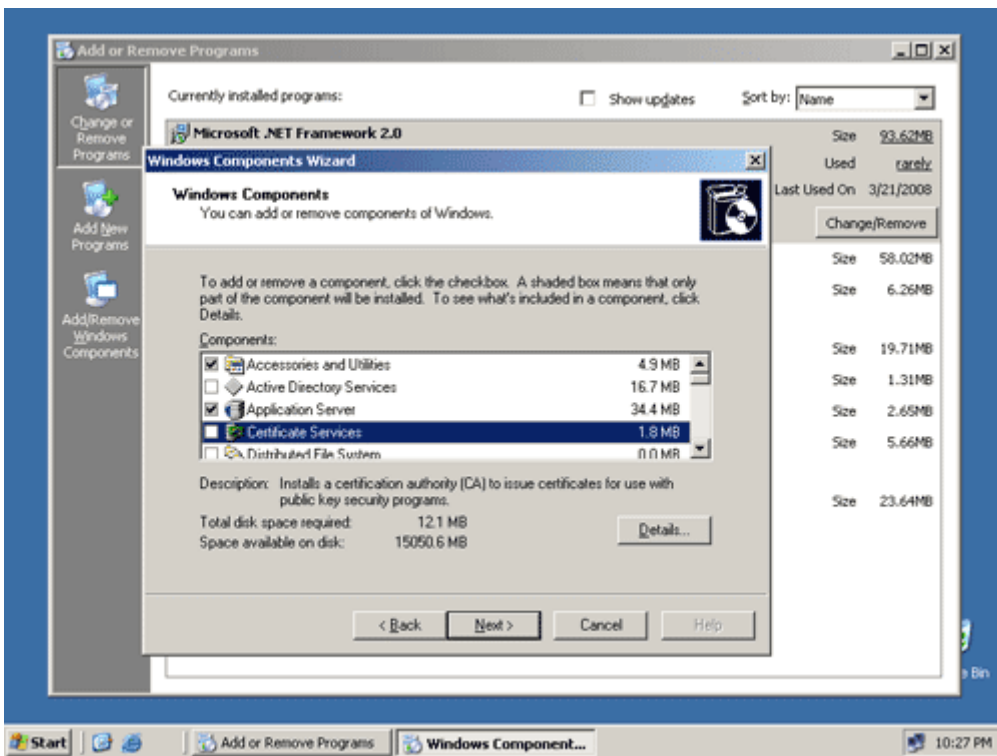 Add or Remove Programs
Change or
Remove
Programs
Add New
Programs
Add/Remove
Windows
Components
Currently installed programs:
Show updates
Sort by: Name
Microsoft .NET Framework 2.0
Size 93.62MB
Used rarely
Last Used On 3/21/2008
Change/Remove
Size 58.02MB
Size 6.26MB
Size 19.71MB
Size 1.31MB
Size 2.65MB
Size 5.66MB
Size 23.64MB
Windows Components Wizard
Windows Components
You can add or remove components of Windows.
To add or remove a component, click the checkbox. A shaded box means that only
part of the component will be installed. To see what's included in a component, click
Details.
Components:
Accessories and Utilities 4.9 MB
Active Directory Services 16.7 MB
Application Server 34.4 MB
Certificate Services 1.8 MB
Distributed File System 0.0 MB
Description: Installs a certification authority (CA) to issue certificates for use with
public key security programs.
Total disk space required: 12.1 MB
Space available on disk: 15050.6 MB
Details...
< Back Next > Cancel Help
Bin
Start Add or Remove Programs Windows Component... 10:27 PM